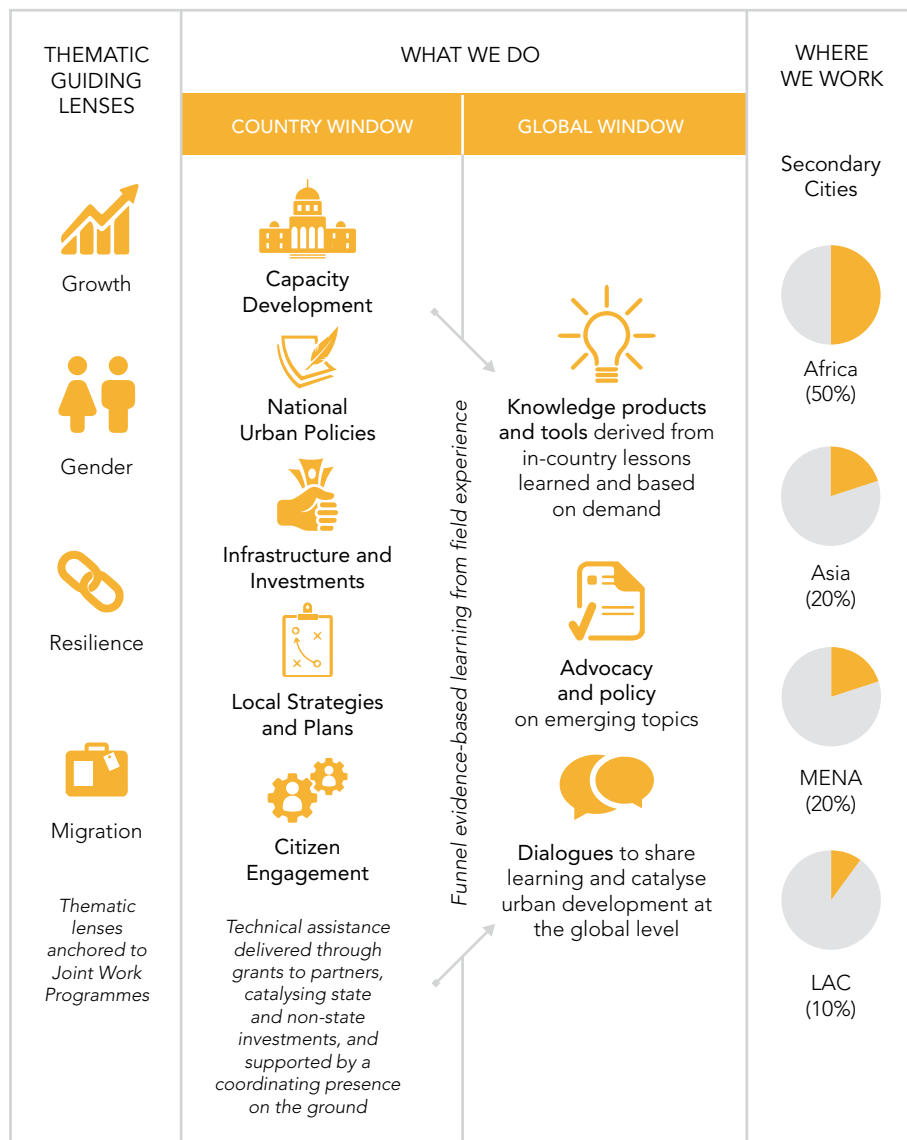 THEMATIC
GUIDING
LENSES
Growth
Gender
Resilience
Migration
Thematic
lenses
anchored to
Joint Work
Programmes
WHAT WE DO
COUNTRY WINDOW
Capacity
Development
National
Urban Policies
Infrastructure and
Investments
Local Strategies
and Plans
Citizen
Engagement
Technical assistance
delivered through
grants to partners,
catalysing state
and non-state
investments, and
supported by a
coordinating presence
on the ground
Funnel evidence-based learning from field experience
GLOBAL WINDOW
Knowledge products
and tools derived from
in-country lessons
learned and based
on demand
Advocacy
and policy
on emerging topics
Dialogues to share
learning and catalyse
urban development at
the global level
WHERE
WE WORK
Secondary
Cities
Africa
(50%)
Asia
(20%)
MENA
(20%)
LAC
(10%)